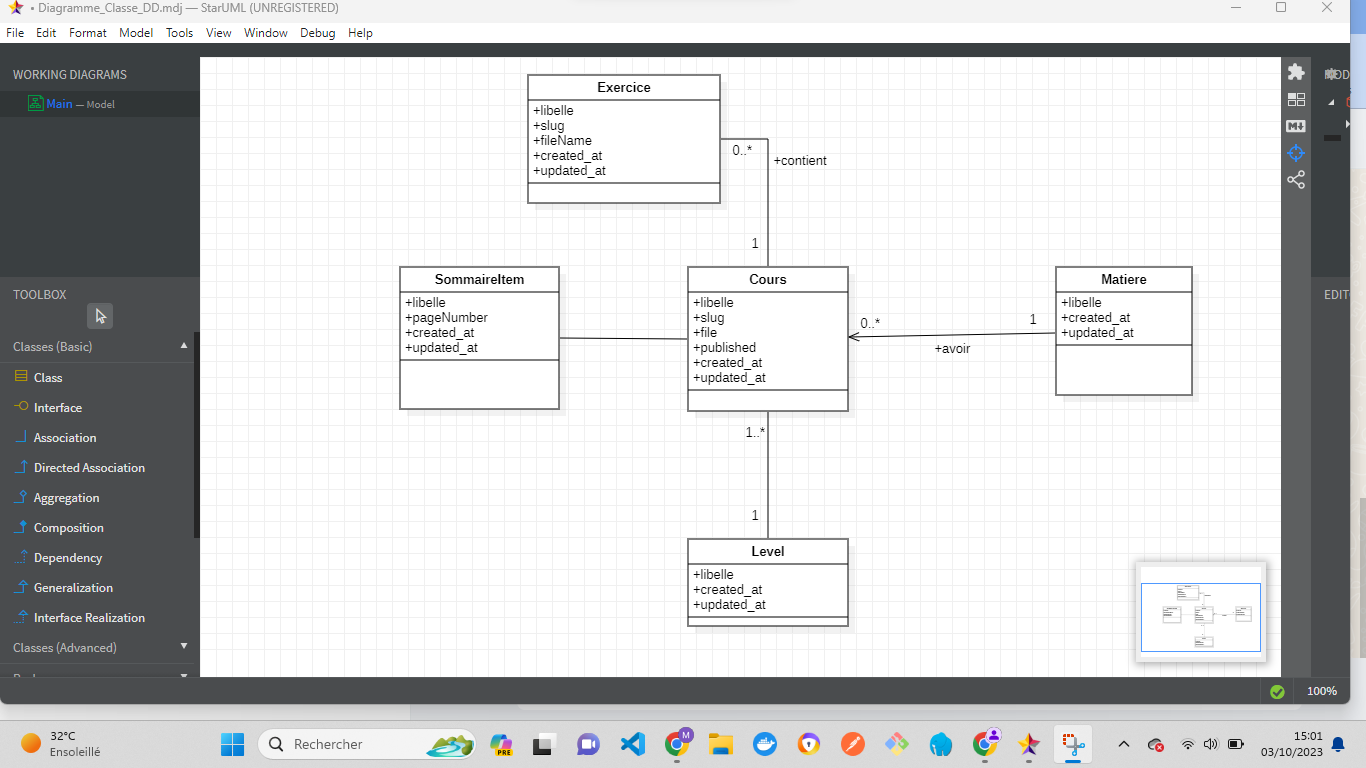 • Diagramme_Classe_DD.mdj — StarUML (UNREGISTERED)
File Edit Format Model Tools View Window Debug Help
WORKING DIAGRAMS
Main — Model
TOOLBOX
Classes (Basic)
Class
Interface
Association
Directed Association
Aggregation
Composition
Dependency
Generalization
Interface Realization
Classes (Advanced)
Exercice
+libelle
+slug
+fileName
+created_at
+updated_at
0..*
+contient
1
SommaireItem
+libelle
+pageNumber
+created_at
+updated_at
Cours
+libelle
+slug
+file
+published
+created_at
+updated_at
0..*
1
+avoir
Matiere
+libelle
+created_at
+updated_at
1..*
1
Level
+libelle
+created_at
+updated_at
M↓
EDIT
100%
32°C
Ensoleillé
Rechercher
PRE
M
15:01
03/10/2023